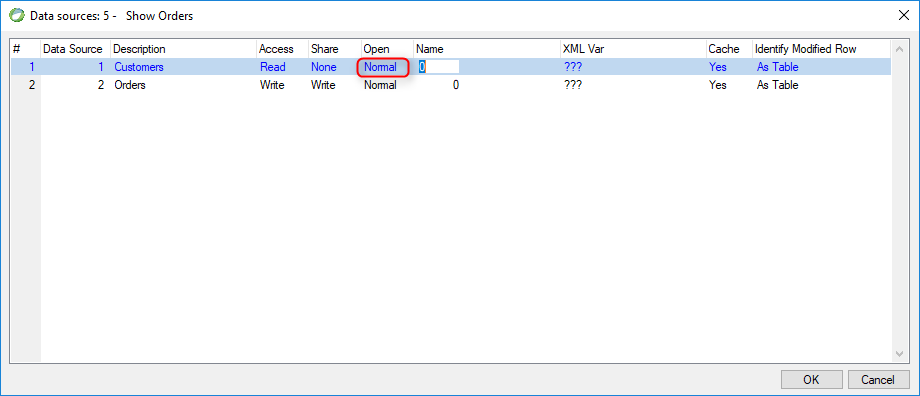 Data sources: 5 - Show Orders
# Data Source Description Access Share Open Name XML Var Cache Identify Modified Row
1 1 Customers Read None Normal 0 ??? Yes As Table
2 2 Orders Write Write Normal 0 ??? Yes As Table
OK Cancel